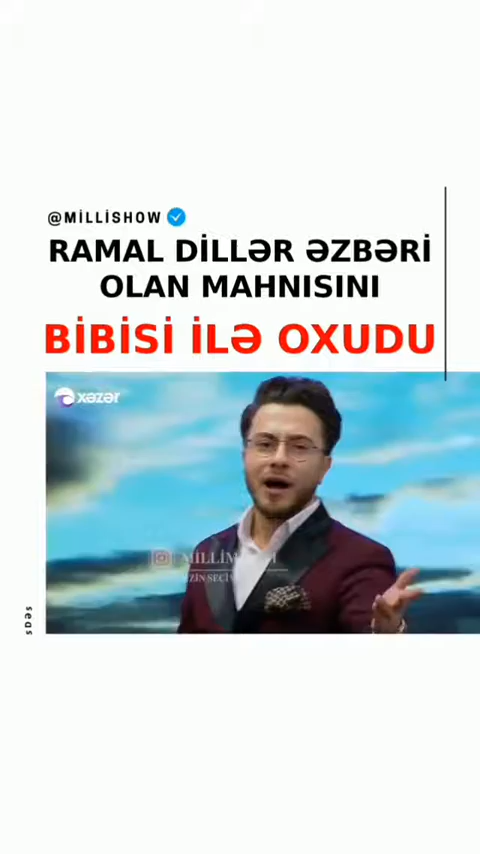 @MİLLİSHOW
RAMAL DİLLƏR ƏZBƏRİ
OLAN MAHNISINI
BİBİSİ İLƏ OXUDU
xəzər